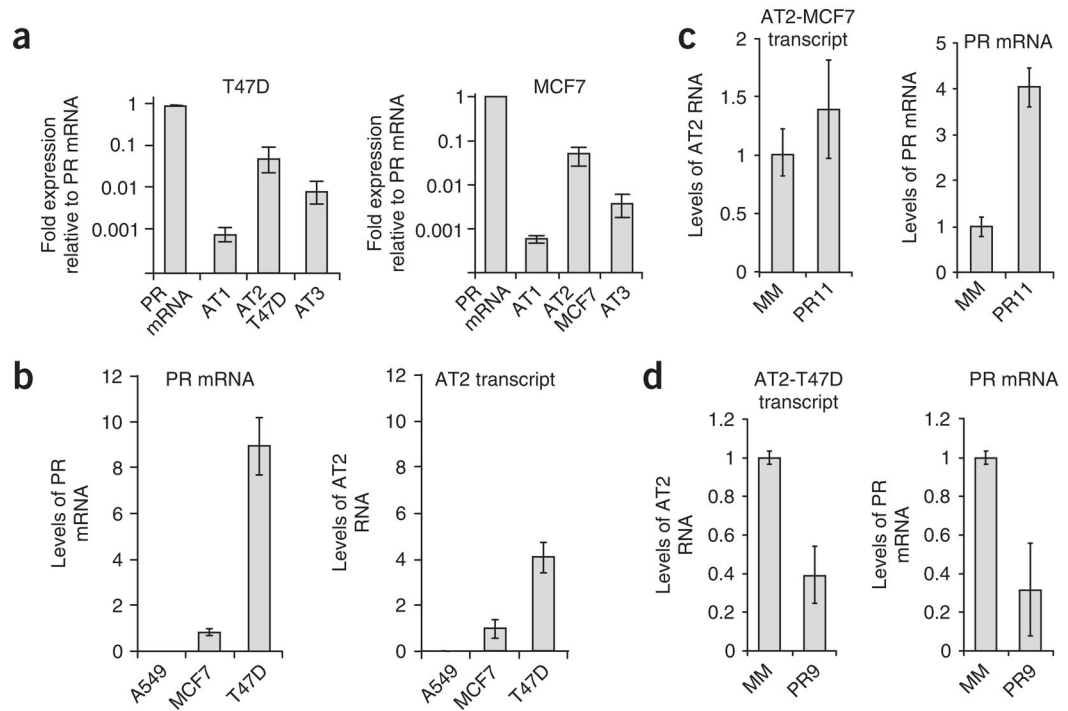 a
T47D
Fold expression
relative to PR mRNA
1
0.1
0.01
0.001
PR
mRNA
AT1
AT2
T47D
AT3
MCF7
Fold expression
relative to PR mRNA
1
0.1
0.01
0.001
PR
mRNA
AT1
AT2
MCF7
AT3
c
AT2-MCF7
transcript
Levels of AT2 RNA
2
1.5
1
0.5
0
MM
PR11
PR mRNA
Levels of PR mRNA
5
4
3
2
1
0
MM
PR11
b
PR mRNA
Levels of PR
mRNA
12
10
8
6
4
2
0
A549
MCF7
T47D
AT2 transcript
Levels of AT2
RNA
12
10
8
6
4
2
0
A549
MCF7
T47D
d
AT2-T47D
transcript
Levels of AT2
RNA
1.2
1
0.8
0.6
0.4
0.2
0
MM
PR9
PR mRNA
Levels of PR
mRNA
1.2
1
0.8
0.6
0.4
0.2
0
MM
PR9